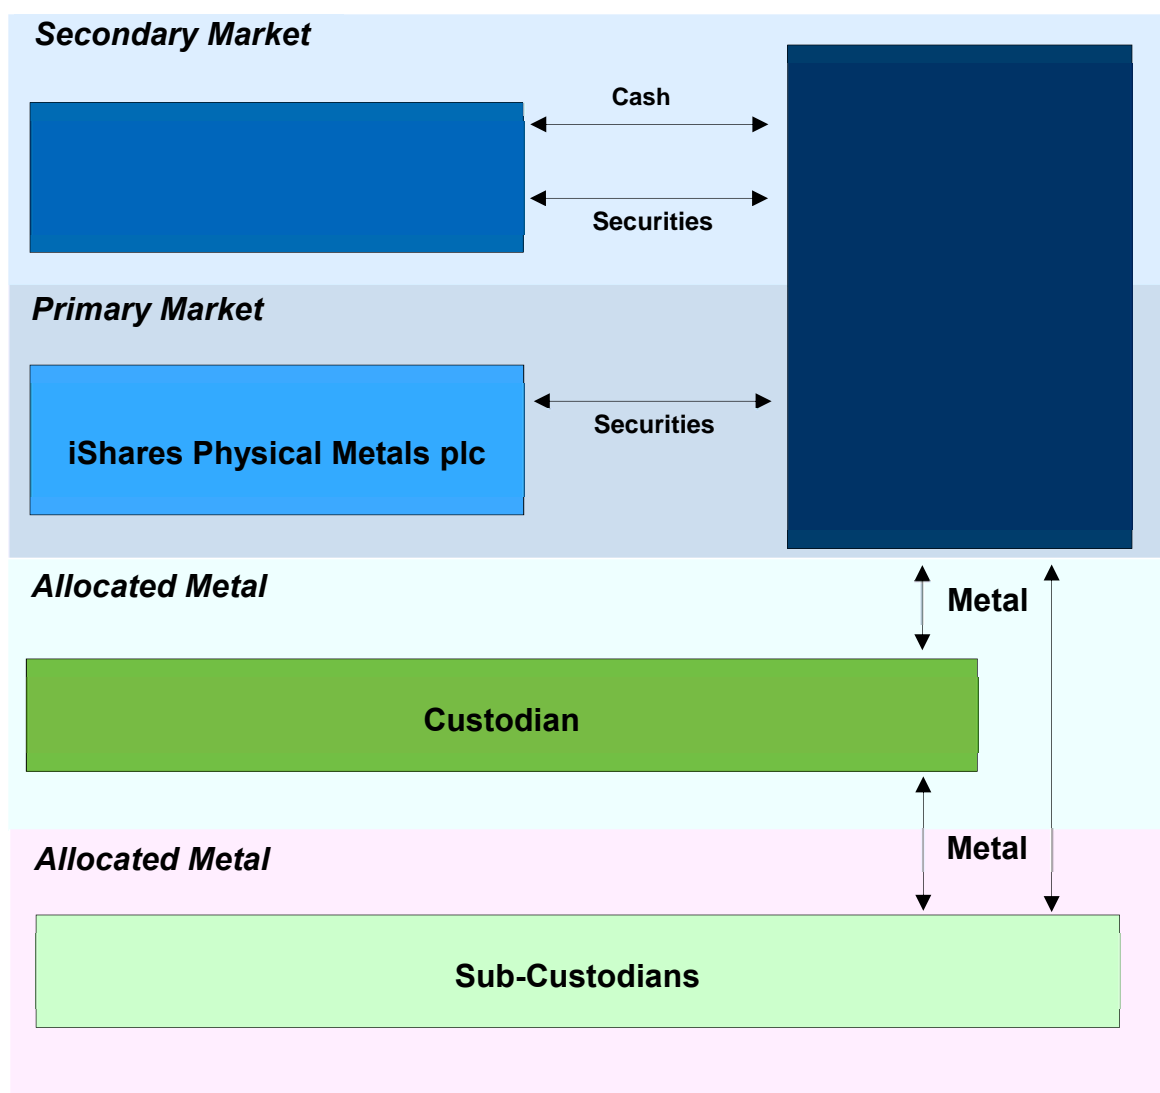 Secondary Market
Cash
Securities
Primary Market
iShares Physical Metals plc
Securities
Allocated Metal
Metal
Custodian
Allocated Metal
Metal
Sub-Custodians